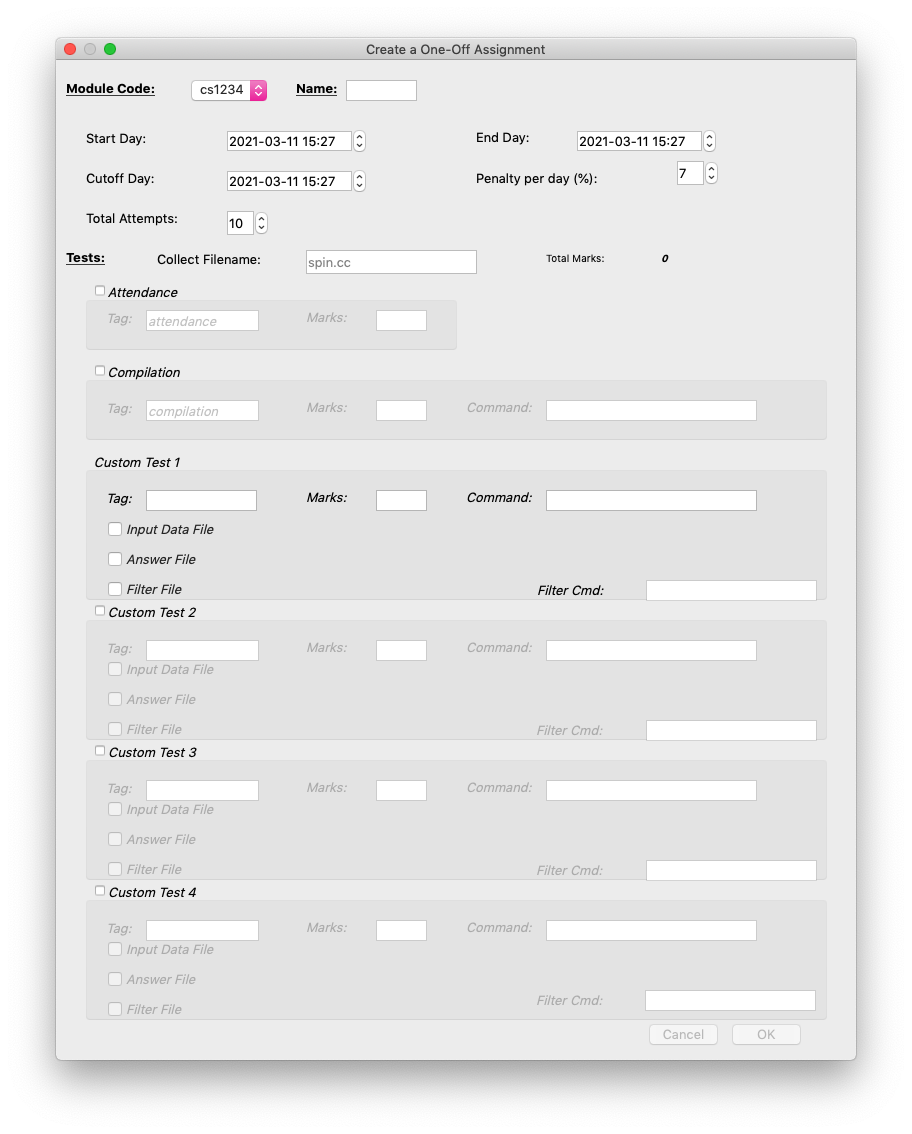 Create a One-Off Assignment
Module Code: cs1234 Name:
Start Day: 2021-03-11 15:27 End Day: 2021-03-11 15:27
Cutoff Day: 2021-03-11 15:27 Penalty per day (%): 7
Total Attempts: 10
Tests: Collect Filename: spin.cc Total Marks: 0
Attendance
Tag: attendance Marks:
Compilation
Tag: compilation Marks: Command:
Custom Test 1
Tag: Marks: Command:
Input Data File
Answer File
Filter File Filter Cmd:
Custom Test 2
Tag: Marks: Command:
Input Data File
Answer File
Filter File Filter Cmd:
Custom Test 3
Tag: Marks: Command:
Input Data File
Answer File
Filter File Filter Cmd:
Custom Test 4
Tag: Marks: Command:
Input Data File
Answer File
Filter File Filter Cmd:
Cancel OK